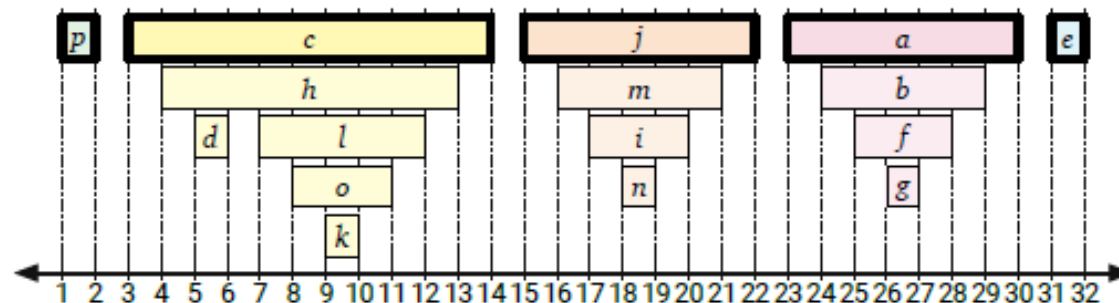 p c j a e
h m b
d l i f
o n g
k
1 2 3 4 5 6 7 8 9 10 11 12 13 14 15 16 17 18 19 20 21 22 23 24 25 26 27 28 29 30 31 32